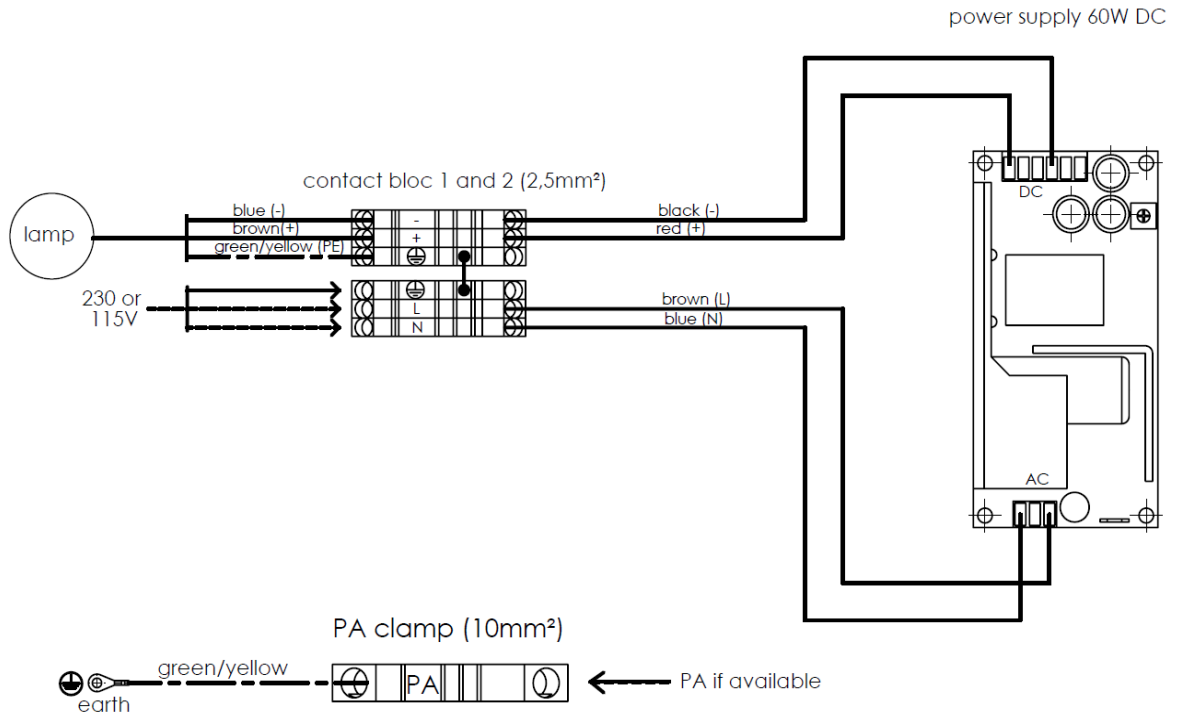 power supply 60W DC
contact bloc 1 and 2 (2,5mm²)
DC
blue (-)
-
black (-)
lamp
brown(+)
+
red (+)
green/yellow (PE)
230 or
115V
L
brown (L)
N
blue (N)
AC
PA clamp (10mm²)
green/yellow
PA
PA if available
earth